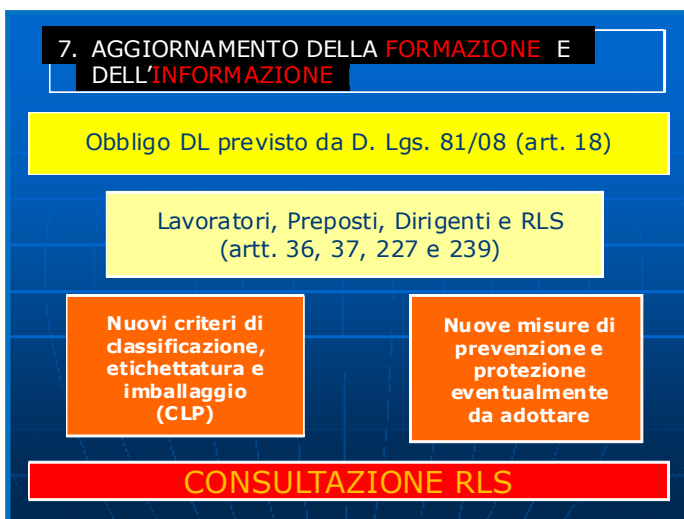 7. AGGIORNAMENTO DELLA FORMAZIONE E
DELL'INFORMAZIONE
Obbligo DL previsto da D. Lgs. 81/08 (art. 18)
Lavoratori, Preposti, Dirigenti e RLS
(artt. 36, 37, 227 e 239)
Nuovi criteri di
classificazione,
etichettatura e
imballaggio
(CLP)
Nuove misure di
prevenzione e
protezione
eventualmente
da adottare
CONSULTAZIONE RLS